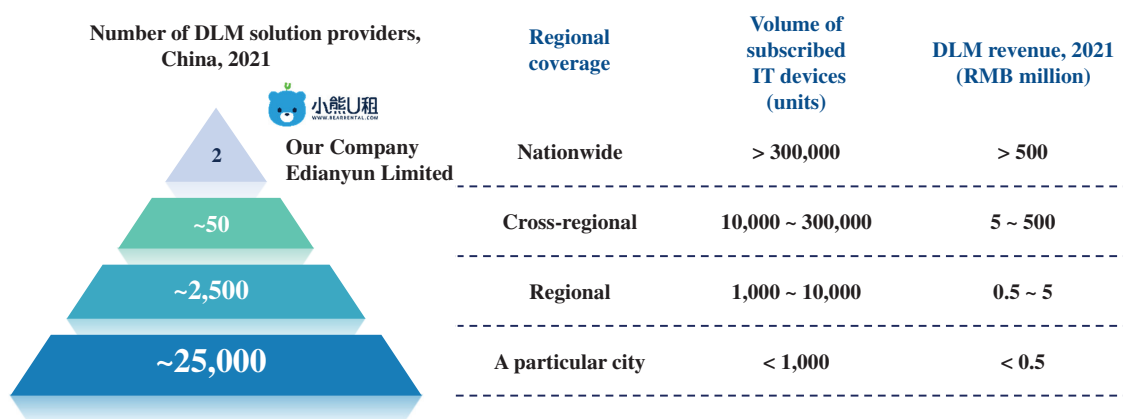 Number of DLM solution providers,
China, 2021
Regional
coverage
Volume of
subscribed
IT devices
(units)
DLM revenue, 2021
(RMB million)
小熊U租
WWW.BEARRENTAL.COM
2
Our Company
Edianyun Limited
Nationwide
> 300,000
> 500
~50
Cross-regional
10,000 ~ 300,000
5 ~ 500
~2,500
Regional
1,000 ~ 10,000
0.5 ~ 5
~25,000
A particular city
< 1,000
< 0.5